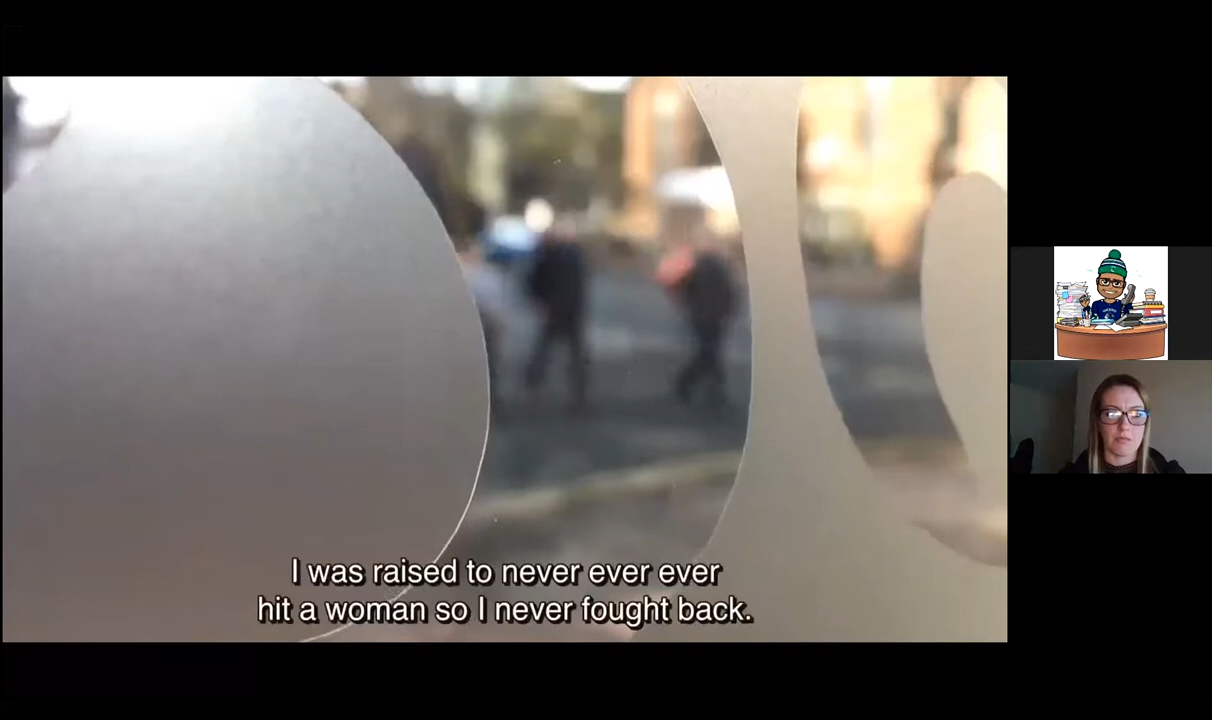 I was raised to never ever ever
hit a woman so I never fought back.